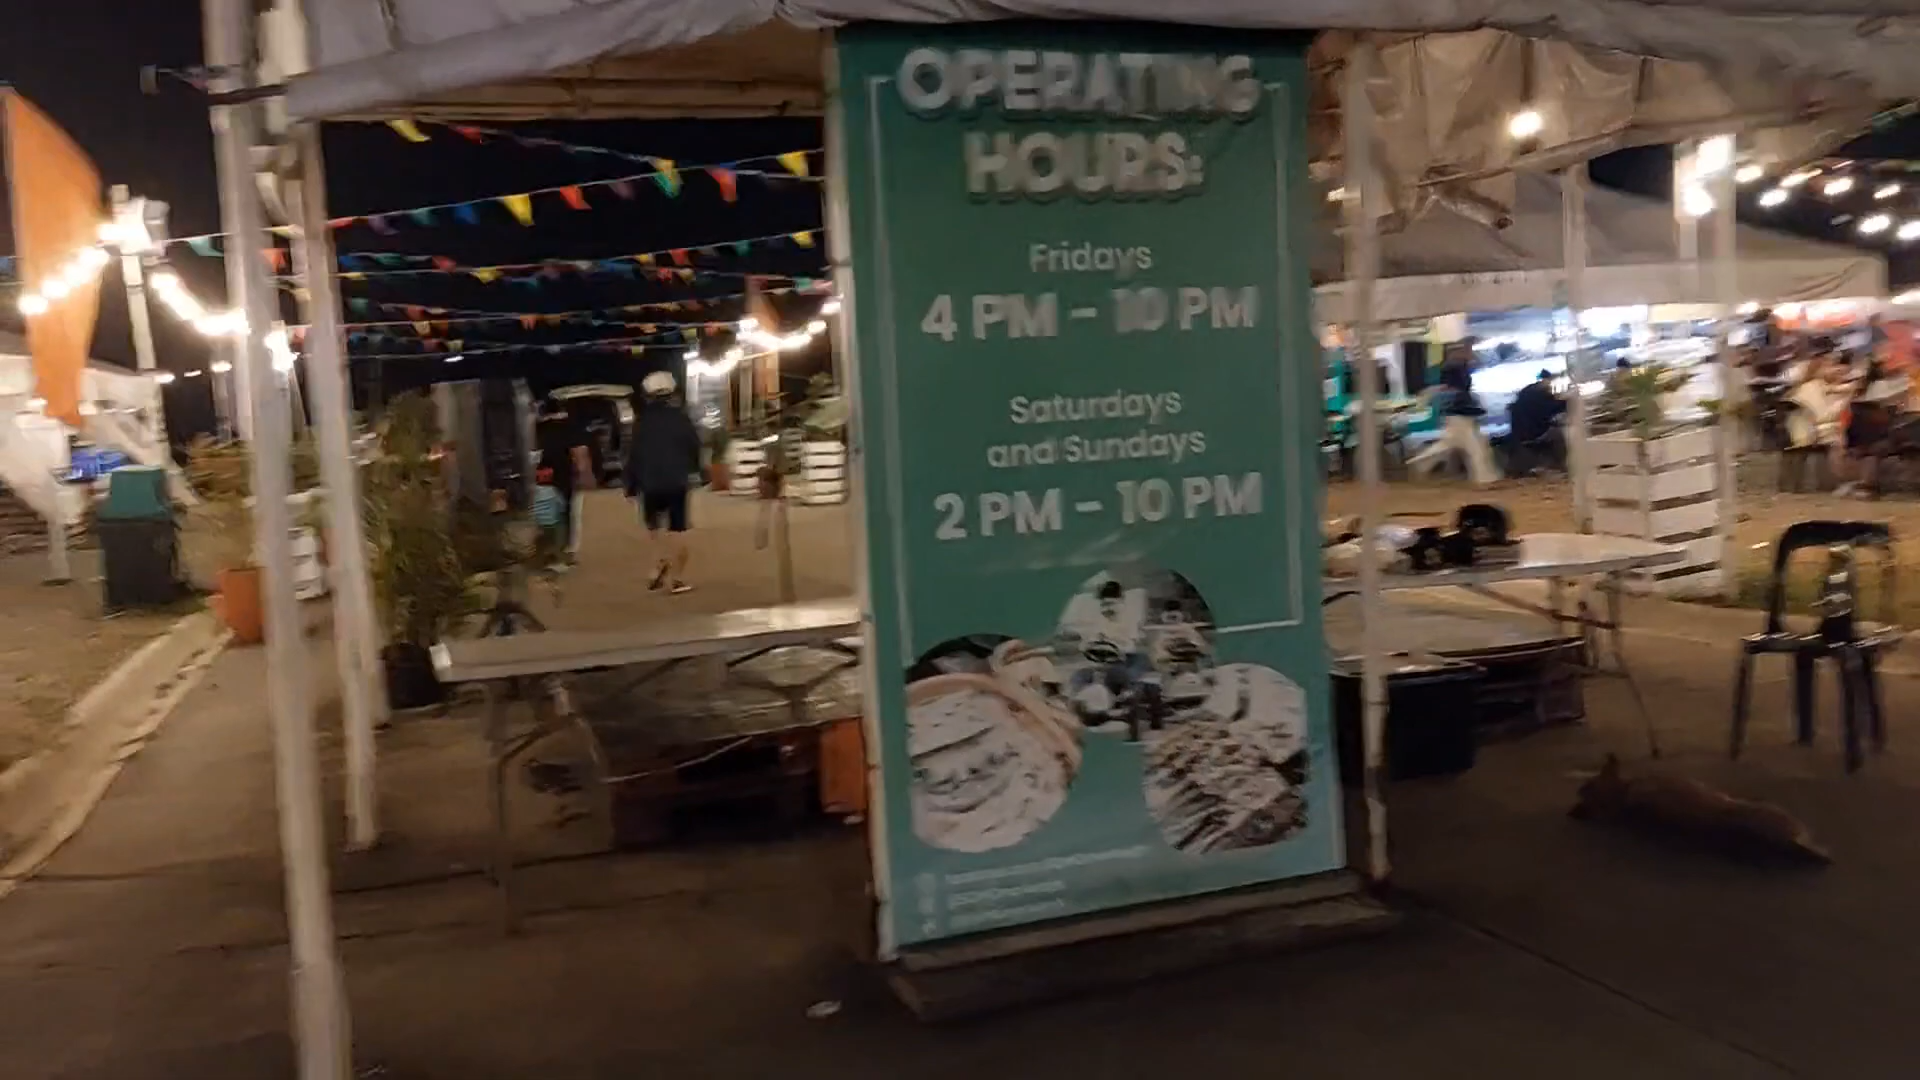 OPERATING
HOURS:
Fridays
4 PM - 10 PM
Saturdays
and Sundays
2 PM - 10 PM